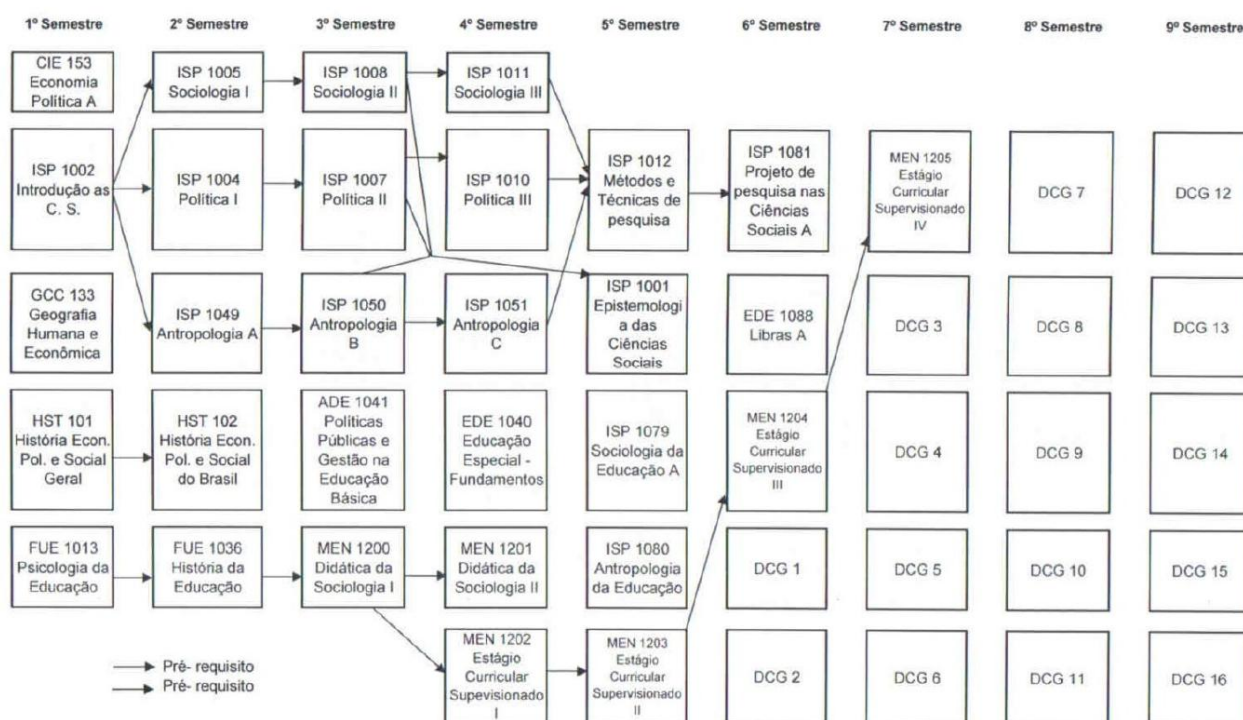 1º Semestre
2º Semestre
3º Semestre
4º Semestre
5º Semestre
6º Semestre
7º Semestre
8º Semestre
9º Semestre
CIE 153
Economia
Política A
ISP 1005
Sociologia I
ISP 1008
Sociologia II
ISP 1011
Sociologia III
ISP 1002
Introdução as
C. S.
ISP 1004
Política I
ISP 1007
Política II
ISP 1010
Política III
ISP 1012
Métodos e
Técnicas de
pesquisa
ISP 1081
Projeto de
pesquisa nas
Ciências
Sociais A
MEN 1205
Estágio
Curricular
Supervisionado
IV
DCG 7
DCG 12
GCC 133
Geografia
Humana e
Econômica
ISP 1049
Antropologia A
ISP 1050
Antropologia
B
ISP 1051
Antropologia
C
ISP 1001
Epistemologi
a das
Ciências
Sociais
EDE 1088
Libras A
DCG 3
DCG 8
DCG 13
HST 101
História Econ.
Pol. e Social
Geral
HST 102
História Econ.
Pol. e Social
do Brasil
ADE 1041
Políticas
Públicas e
Gestão na
Educação
Básica
EDE 1040
Educação
Especial -
Fundamentos
ISP 1079
Sociologia da
Educação A
MEN 1204
Estágio
Curricular
Supervisionado
III
DCG 4
DCG 9
DCG 14
FUE 1013
Psicologia da
Educação
FUE 1036
História da
Educação
MEN 1200
Didática da
Sociologia I
MEN 1201
Didática da
Sociologia II
ISP 1080
Antropologia
da Educação
DCG 1
DCG 5
DCG 10
DCG 15
MEN 1202
Estágio
Curricular
Supevisionado
I
MEN 1203
Estágio
Curricular
Supervisionado
II
DCG 2
DCG 6
DCG 11
DCG 16
Pré- requisito
Pré- requisito